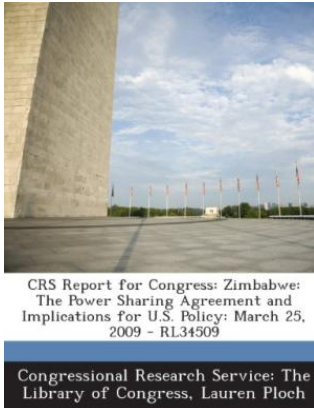 CRS Report for Congress: Zimbabwe:
The Power Sharing Agreement and
Implications for U.S. Policy: March 25,
2009 - RL34509
Congressional Research Service: The
Library of Congress, Lauren Ploch